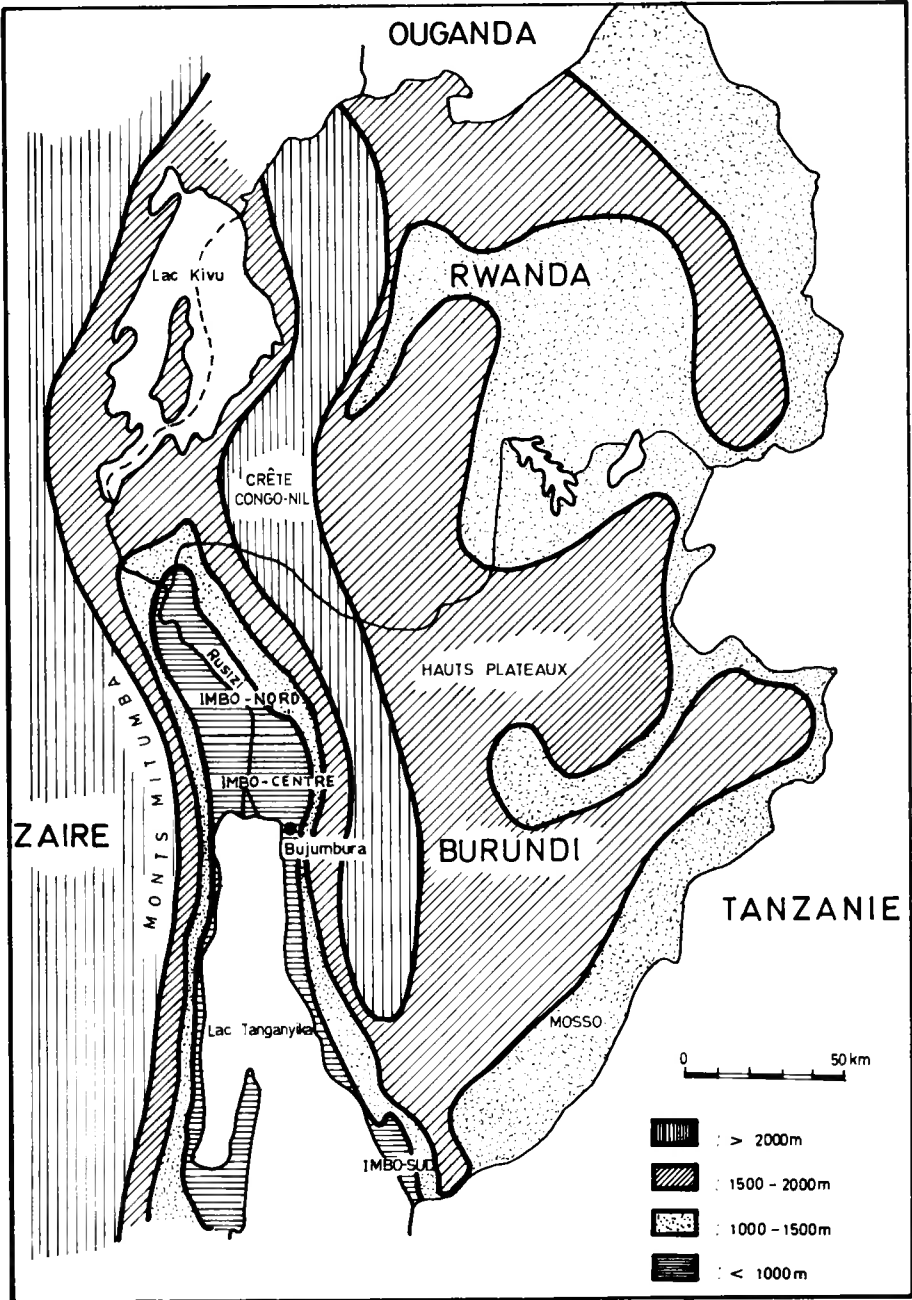 OUGANDA
Lac Kivu
RWANDA
CRÊTE
CONGO-NIL
HAUTS PLATEAUX
Rusizi
IMBO-NORD
MONTS MITUMBA
IMBO-CENTRE
ZAIRE
Bujumbura
BURUNDI
TANZANIE
Lac Tanganyika
MOSSO
0 50 km
IMBO-SUD
: > 2000m
: 1500-2000m
: 1000-1500m
: < 1000m